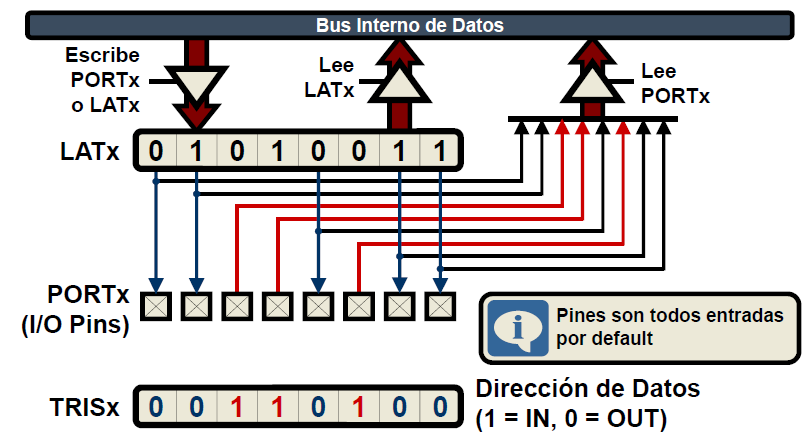 Bus Interno de Datos
Escribe
PORTx
o LATx
Lee
LATx
Lee
PORTx
LATx
0 1 0 1 0 0 1 1
PORTx
(I/O Pins)
i
Pines son todos entradas
por default
TRISx
0 0 1 1 0 1 0 0
Dirección de Datos
(1 = IN, 0 = OUT)